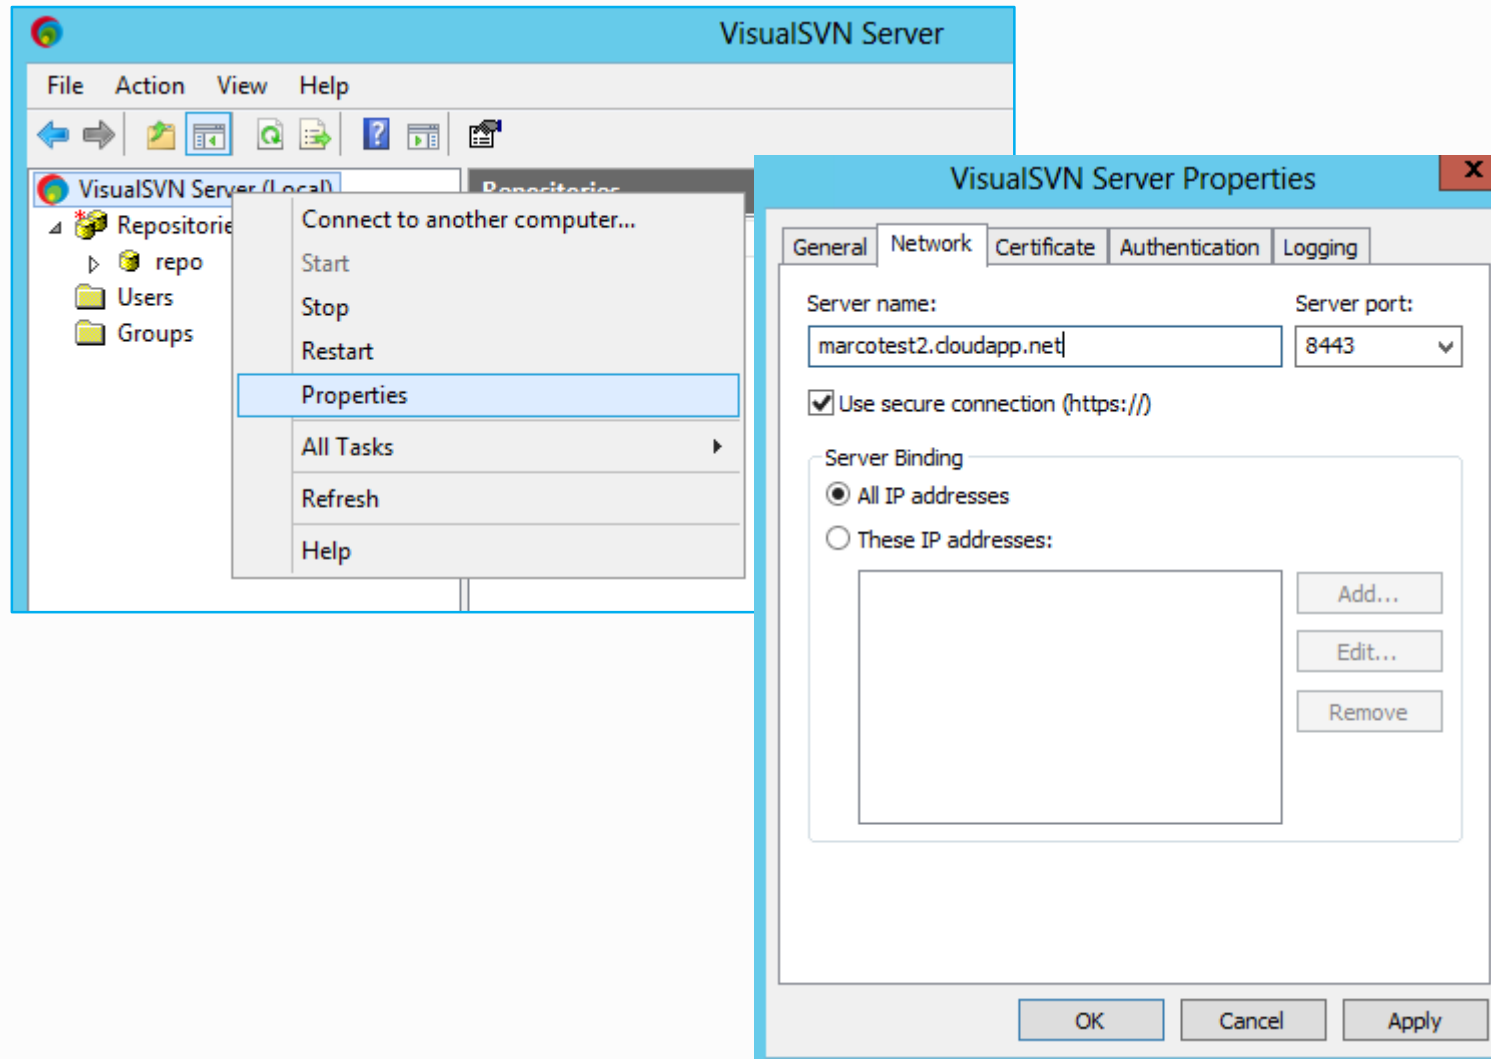 VisualSVN Server
File Action View Help
VisualSVN Server (Local)
Repositories
Repositorie
repo
Users
Groups
Connect to another computer...
Start
Stop
Restart
Properties
All Tasks
Refresh
Help
VisualSVN Server Properties
General Network Certificate Authentication Logging
Server name: Server port:
marcotest2.cloudapp.net 8443
Use secure connection (https://)
Server Binding
All IP addresses
These IP addresses:
Add...
Edit...
Remove
OK Cancel Apply